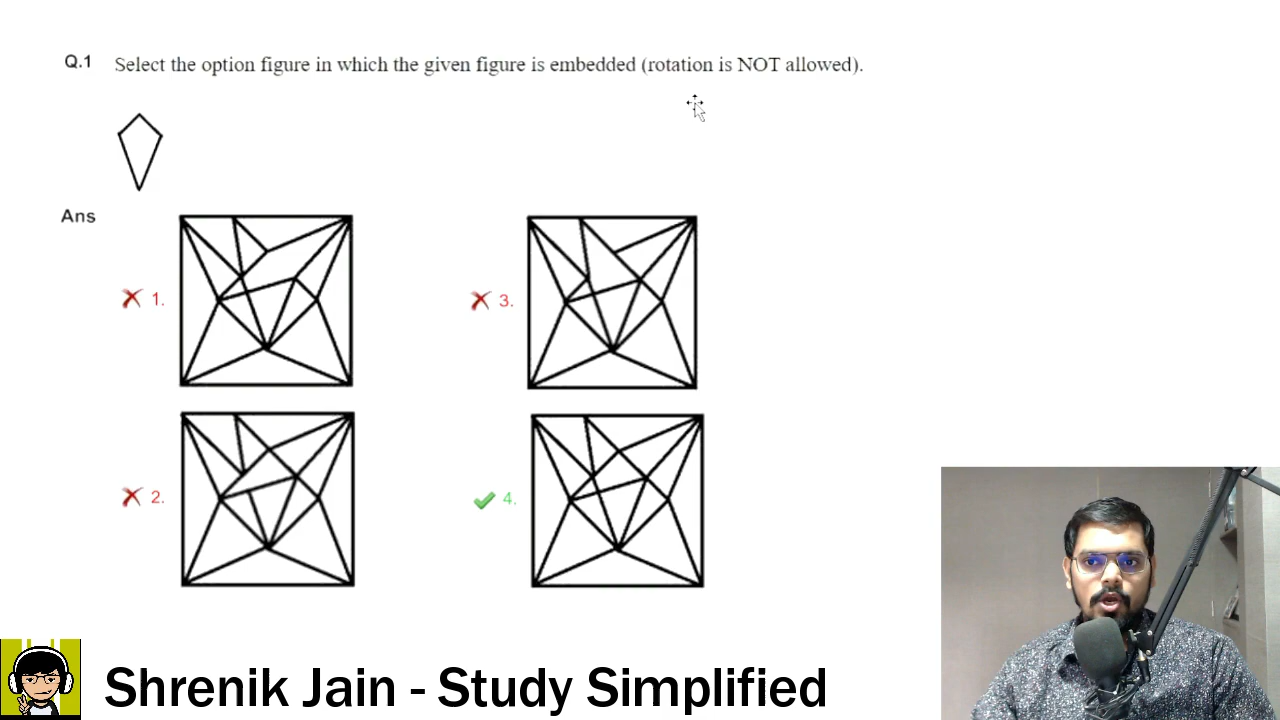 Q.1 Select the option figure in which the given figure is embedded (rotation is NOT allowed).
Ans
1.
3.
2.
4.
Shrenik Jain - Study Simplified